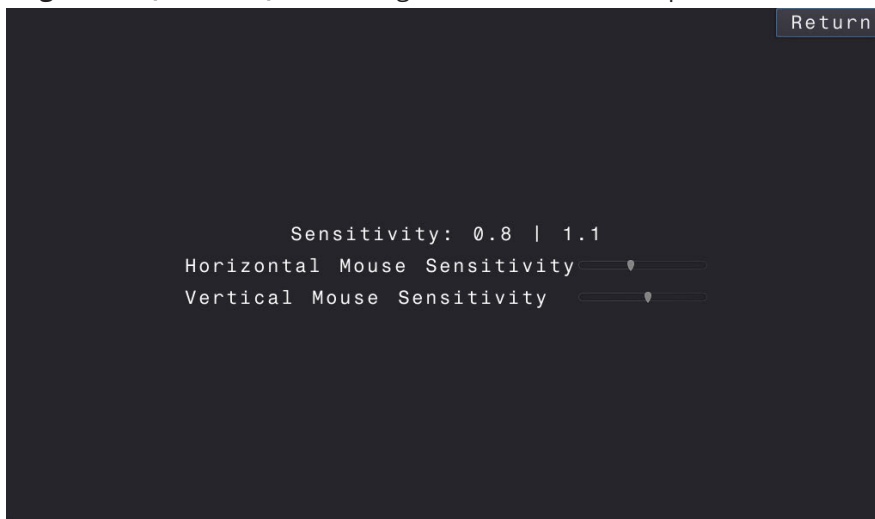 Return
Sensitivity: 0.8 | 1.1
Horizontal Mouse Sensitivity
Vertical Mouse Sensitivity